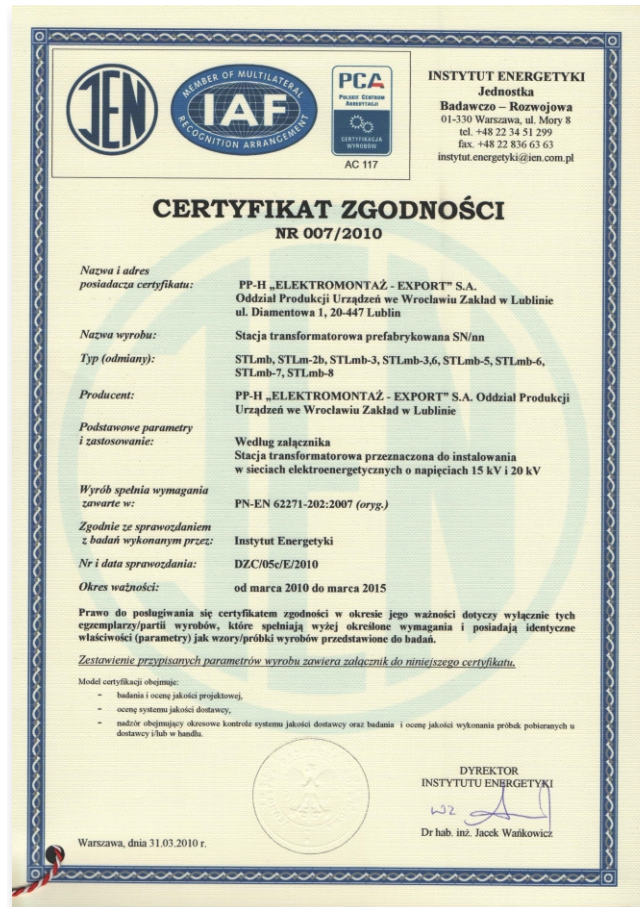 IEN
MEMBER OF MULTILATERAL
IAF
RECOGNITION ARRANGEMENT
PCA
POLSKIE CENTRUM
AKREDYTACJI
CERTYFIKACJA
WYROBÓW
AC 117
INSTYTUT ENERGETYKI
Jednostka
Badawczo – Rozwojowa
01-330 Warszawa, ul. Mory 8
tel. +48 22 34 51 299
fax. +48 22 836 63 63
instytut.energetyki@ien.com.pl
CERTYFIKAT ZGODNOŚCI
NR 007/2010
Nazwa i adres
posiadacza certyfikatu:
PP-H „ELEKTROMONTAŻ - EXPORT" S.A.
Oddział Produkcji Urządzeń we Wrocławiu Zakład w Lublinie
ul. Diamentowa 1, 20-447 Lublin
Nazwa wyrobu:
Stacja transformatorowa prefabrykowana SN/nn
Typ (odmiany):
STLmb, STLm-2b, STLmb-3, STLmb-3,6, STLmb-5, STLmb-6,
STLmb-7, STLmb-8
Producent:
PP-H „ELEKTROMONTAŻ - EXPORT" S.A. Oddział Produkcji
Urządzeń we Wrocławiu Zakład w Lublinie
Podstawowe parametry
i zastosowanie:
Według załącznika
Stacja transformatorowa przeznaczona do instalowania
w sieciach elektroenergetycznych o napięciach 15 kV i 20 kV
Wyrób spełnia wymagania
zawarte w:
PN-EN 62271-202:2007 (oryg.)
Zgodnie ze sprawozdaniem
z badań wykonanym przez:
Instytut Energetyki
Nr i data sprawozdania:
DZC/05c/E/2010
Okres ważności:
od marca 2010 do marca 2015
Prawo do posługiwania się certyfikatem zgodności w okresie jego ważności dotyczy wyłącznie tych
egzemplarzy/partii wyrobów, które spełniają wyżej określone wymagania i posiadają identyczne
właściwości (parametry) jak wzory/próbki wyrobów przedstawione do badań.
Zestawienie przypisanych parametrów wyrobu zawiera załącznik do niniejszego certyfikatu.
Model certyfikacji obejmuje:
- badania i ocenę jakości projektowej,
- ocenę systemu jakości dostawcy,
- nadzór obejmujący okresowe kontrole systemu jakości dostawcy oraz badania i ocenę jakości wykonania próbek pobieranych u
dostawcy i/lub w handlu.
DYREKTOR
INSTYTUTU ENERGETYKI
wz
Dr hab. inż. Jacek Wańkowicz
Warszawa, dnia 31.03.2010 r.